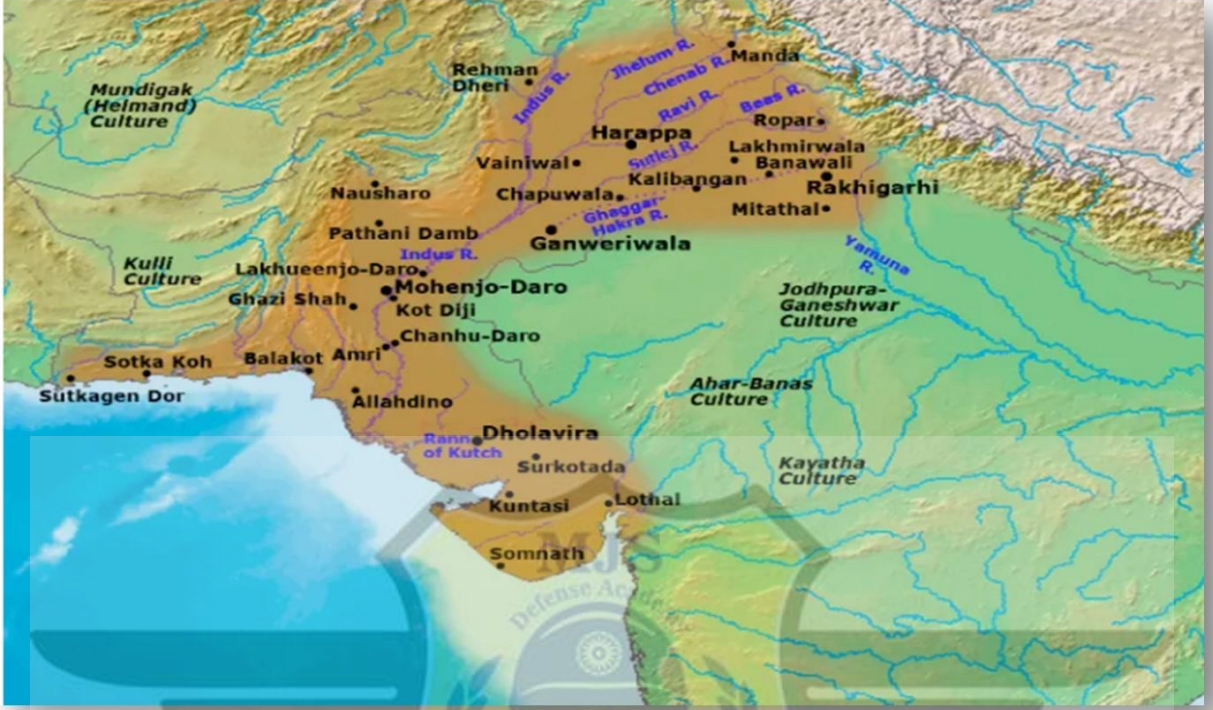 Jhelum R.
Manda
Rehman
Dheri
Indus R.
Chenab R.
Mundigak
(Helmand)
Culture
Ravi R.
Beas R.
Ropar
Harappa
Lakhmirwala
Sutlej R.
Banawali
Vainiwal
Kalibangan
Rakhigarhi
Nausharo
Chapuwala
Mitathal
Ghaggar-
Hakra R.
Pathani Damb
Ganweriwala
Indus R.
Yamuna
R.
Kulli
Culture
Lakhueenjo-Daro
Mohenjo-Daro
Jodhpura-
Ganeshwar
Culture
Ghazi Shah
Kot Diji
Chanhu-Daro
Sotka Koh
Balakot
Amri
Sutkagen Dor
Allahdino
Ahar-Banas
Culture
Rann
of Kutch
Dholavira
Surkotada
Kayatha
Culture
Kuntasi
Lothal
Somnath
MJS
Defense Academy